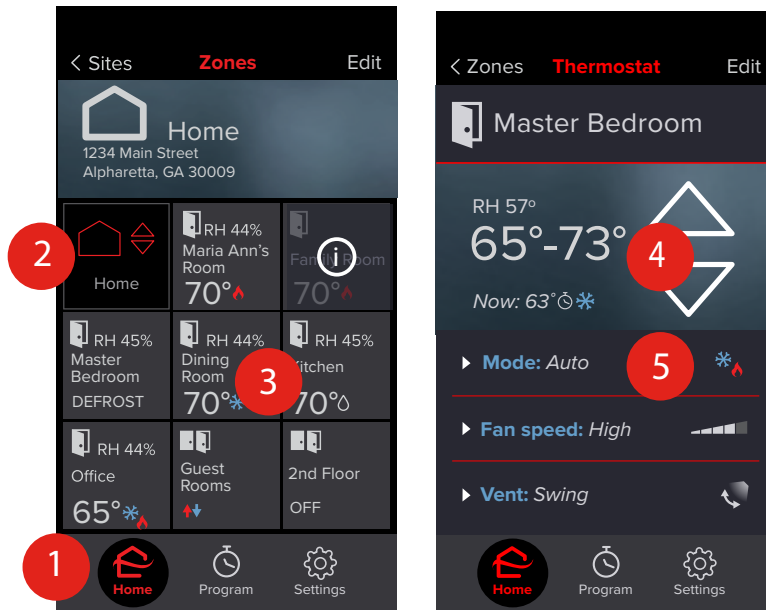 < Sites Zones Edit
Home
1234 Main Street
Alpharetta, GA 30009
2
Home
RH 44%
Maria Ann's
Room
70°
i
Family Room
70°
RH 45%
Master
Bedroom
DEFROST
RH 44%
Dining
Room
70°
3
RH 45%
Kitchen
70°
RH 44%
Office
65°
Guest
Rooms
2nd Floor
OFF
1
Home Program Settings
< Zones Thermostat Edit
Master Bedroom
RH 57°
65°-73°
4
Now: 63°
Mode: Auto
5
Fan speed: High
Vent: Swing
Home Program Settings